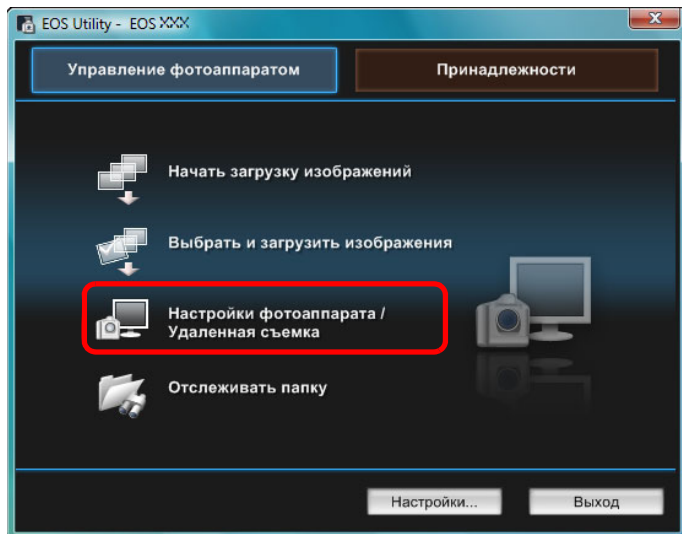 EOS Utility - EOS XXX
Управление фотоаппаратом
Принадлежности
Начать загрузку изображений
Выбрать и загрузить изображения
Настройки фотоаппарата /
Удаленная съемка
Отслеживать папку
Настройки...
Выход